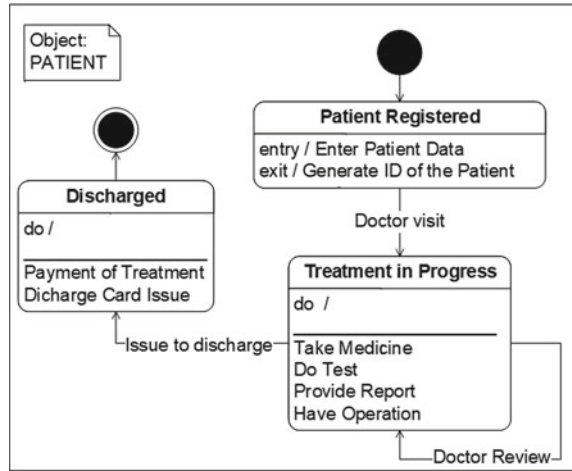 Object:
PATIENT
Patient Registered
entry / Enter Patient Data
exit / Generate ID of the Patient
Doctor visit
Discharged
do /
Payment of Treatment
Dicharge Card Issue
Issue to discharge
Treatment in Progress
do /
Take Medicine
Do Test
Provide Report
Have Operation
Doctor Review